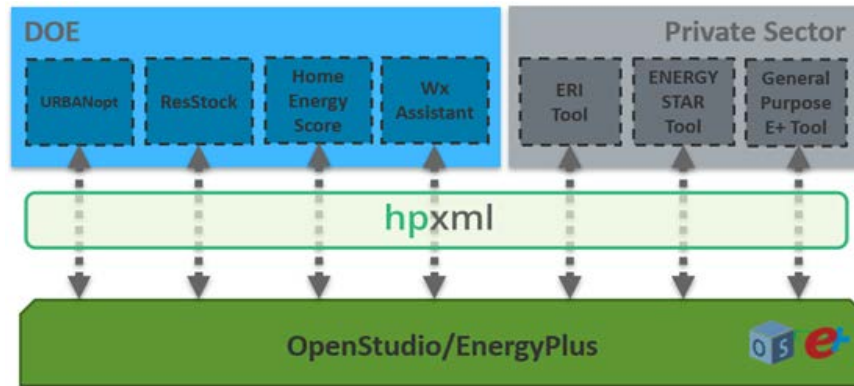 DOE
Private Sector
URBANopt
ResStock
Home
Energy
Score
Wx
Assistant
ERI
Tool
ENERGY
STAR
Tool
General
Purpose
E+ Tool
hpxml
OpenStudio/EnergyPlus
OS e+